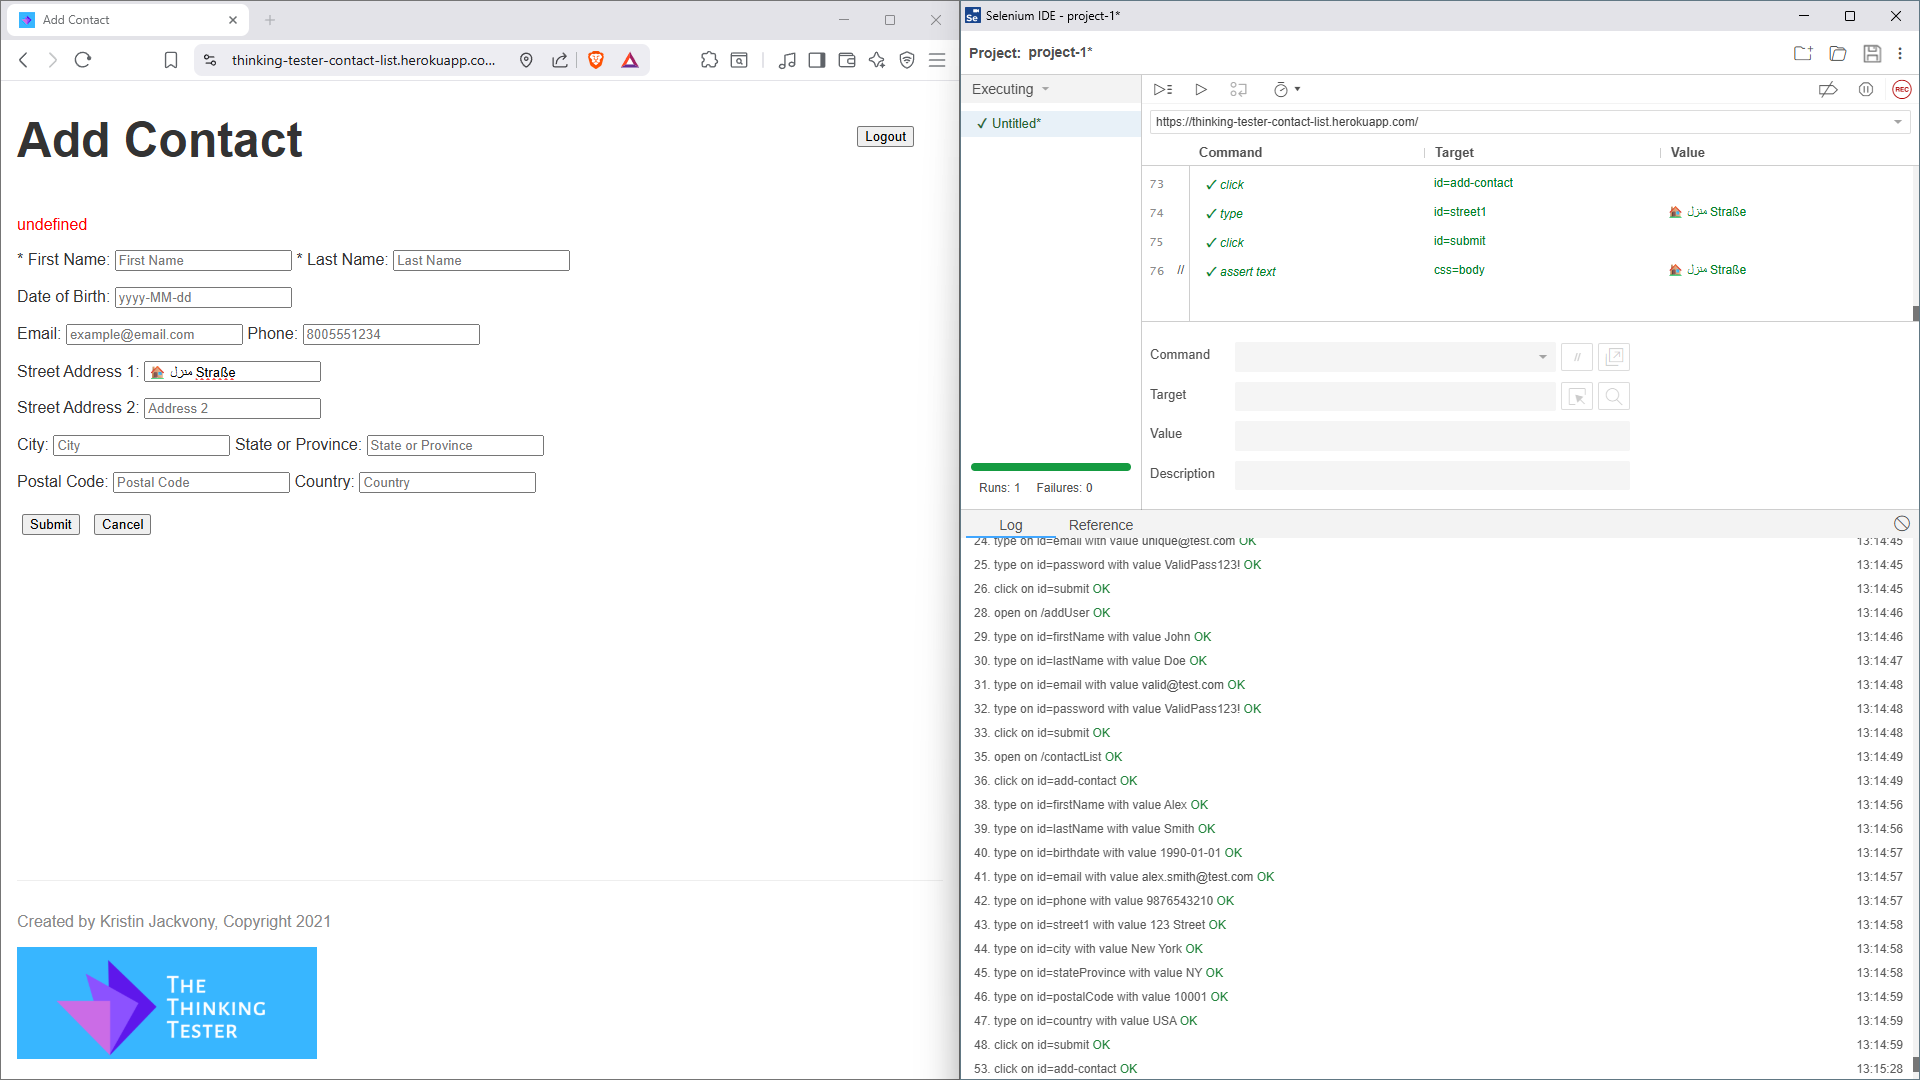 Add Contact
thinking-tester-contact-list.herokuapp.co...
Add Contact
Logout
undefined
* First Name: First Name * Last Name: Last Name
Date of Birth: yyyy-MM-dd
Email: example@email.com Phone: 8005551234
Street Address 1: 🏠 منزل Straße
Street Address 2: Address 2
City: City State or Province: State or Province
Postal Code: Postal Code Country: Country
Submit Cancel
Created by Kristin Jackvony, Copyright 2021
THE
THINKING
TESTER
Se Selenium IDE - project-1*
Project: project-1*
Executing
REC
✓ Untitled*
https://thinking-tester-contact-list.herokuapp.com/
Command Target Value
73 ✓ click id=add-contact
74 ✓ type id=street1 🏠 منزل Straße
75 ✓ click id=submit
76 // ✓ assert text css=body 🏠 منزل Straße
Command //
Target
Value
Description
Runs: 1 Failures: 0
Log Reference
24. type on id=email with value unique@test.com OK 13:14:45
25. type on id=password with value ValidPass123! OK 13:14:45
26. click on id=submit OK 13:14:45
28. open on /addUser OK 13:14:46
29. type on id=firstName with value John OK 13:14:46
30. type on id=lastName with value Doe OK 13:14:47
31. type on id=email with value valid@test.com OK 13:14:48
32. type on id=password with value ValidPass123! OK 13:14:48
33. click on id=submit OK 13:14:48
35. open on /contactList OK 13:14:49
36. click on id=add-contact OK 13:14:49
38. type on id=firstName with value Alex OK 13:14:56
39. type on id=lastName with value Smith OK 13:14:56
40. type on id=birthdate with value 1990-01-01 OK 13:14:57
41. type on id=email with value alex.smith@test.com OK 13:14:57
42. type on id=phone with value 9876543210 OK 13:14:57
43. type on id=street1 with value 123 Street OK 13:14:58
44. type on id=city with value New York OK 13:14:58
45. type on id=stateProvince with value NY OK 13:14:58
46. type on id=postalCode with value 10001 OK 13:14:59
47. type on id=country with value USA OK 13:14:59
48. click on id=submit OK 13:14:59
53. click on id=add-contact OK 13:15:28